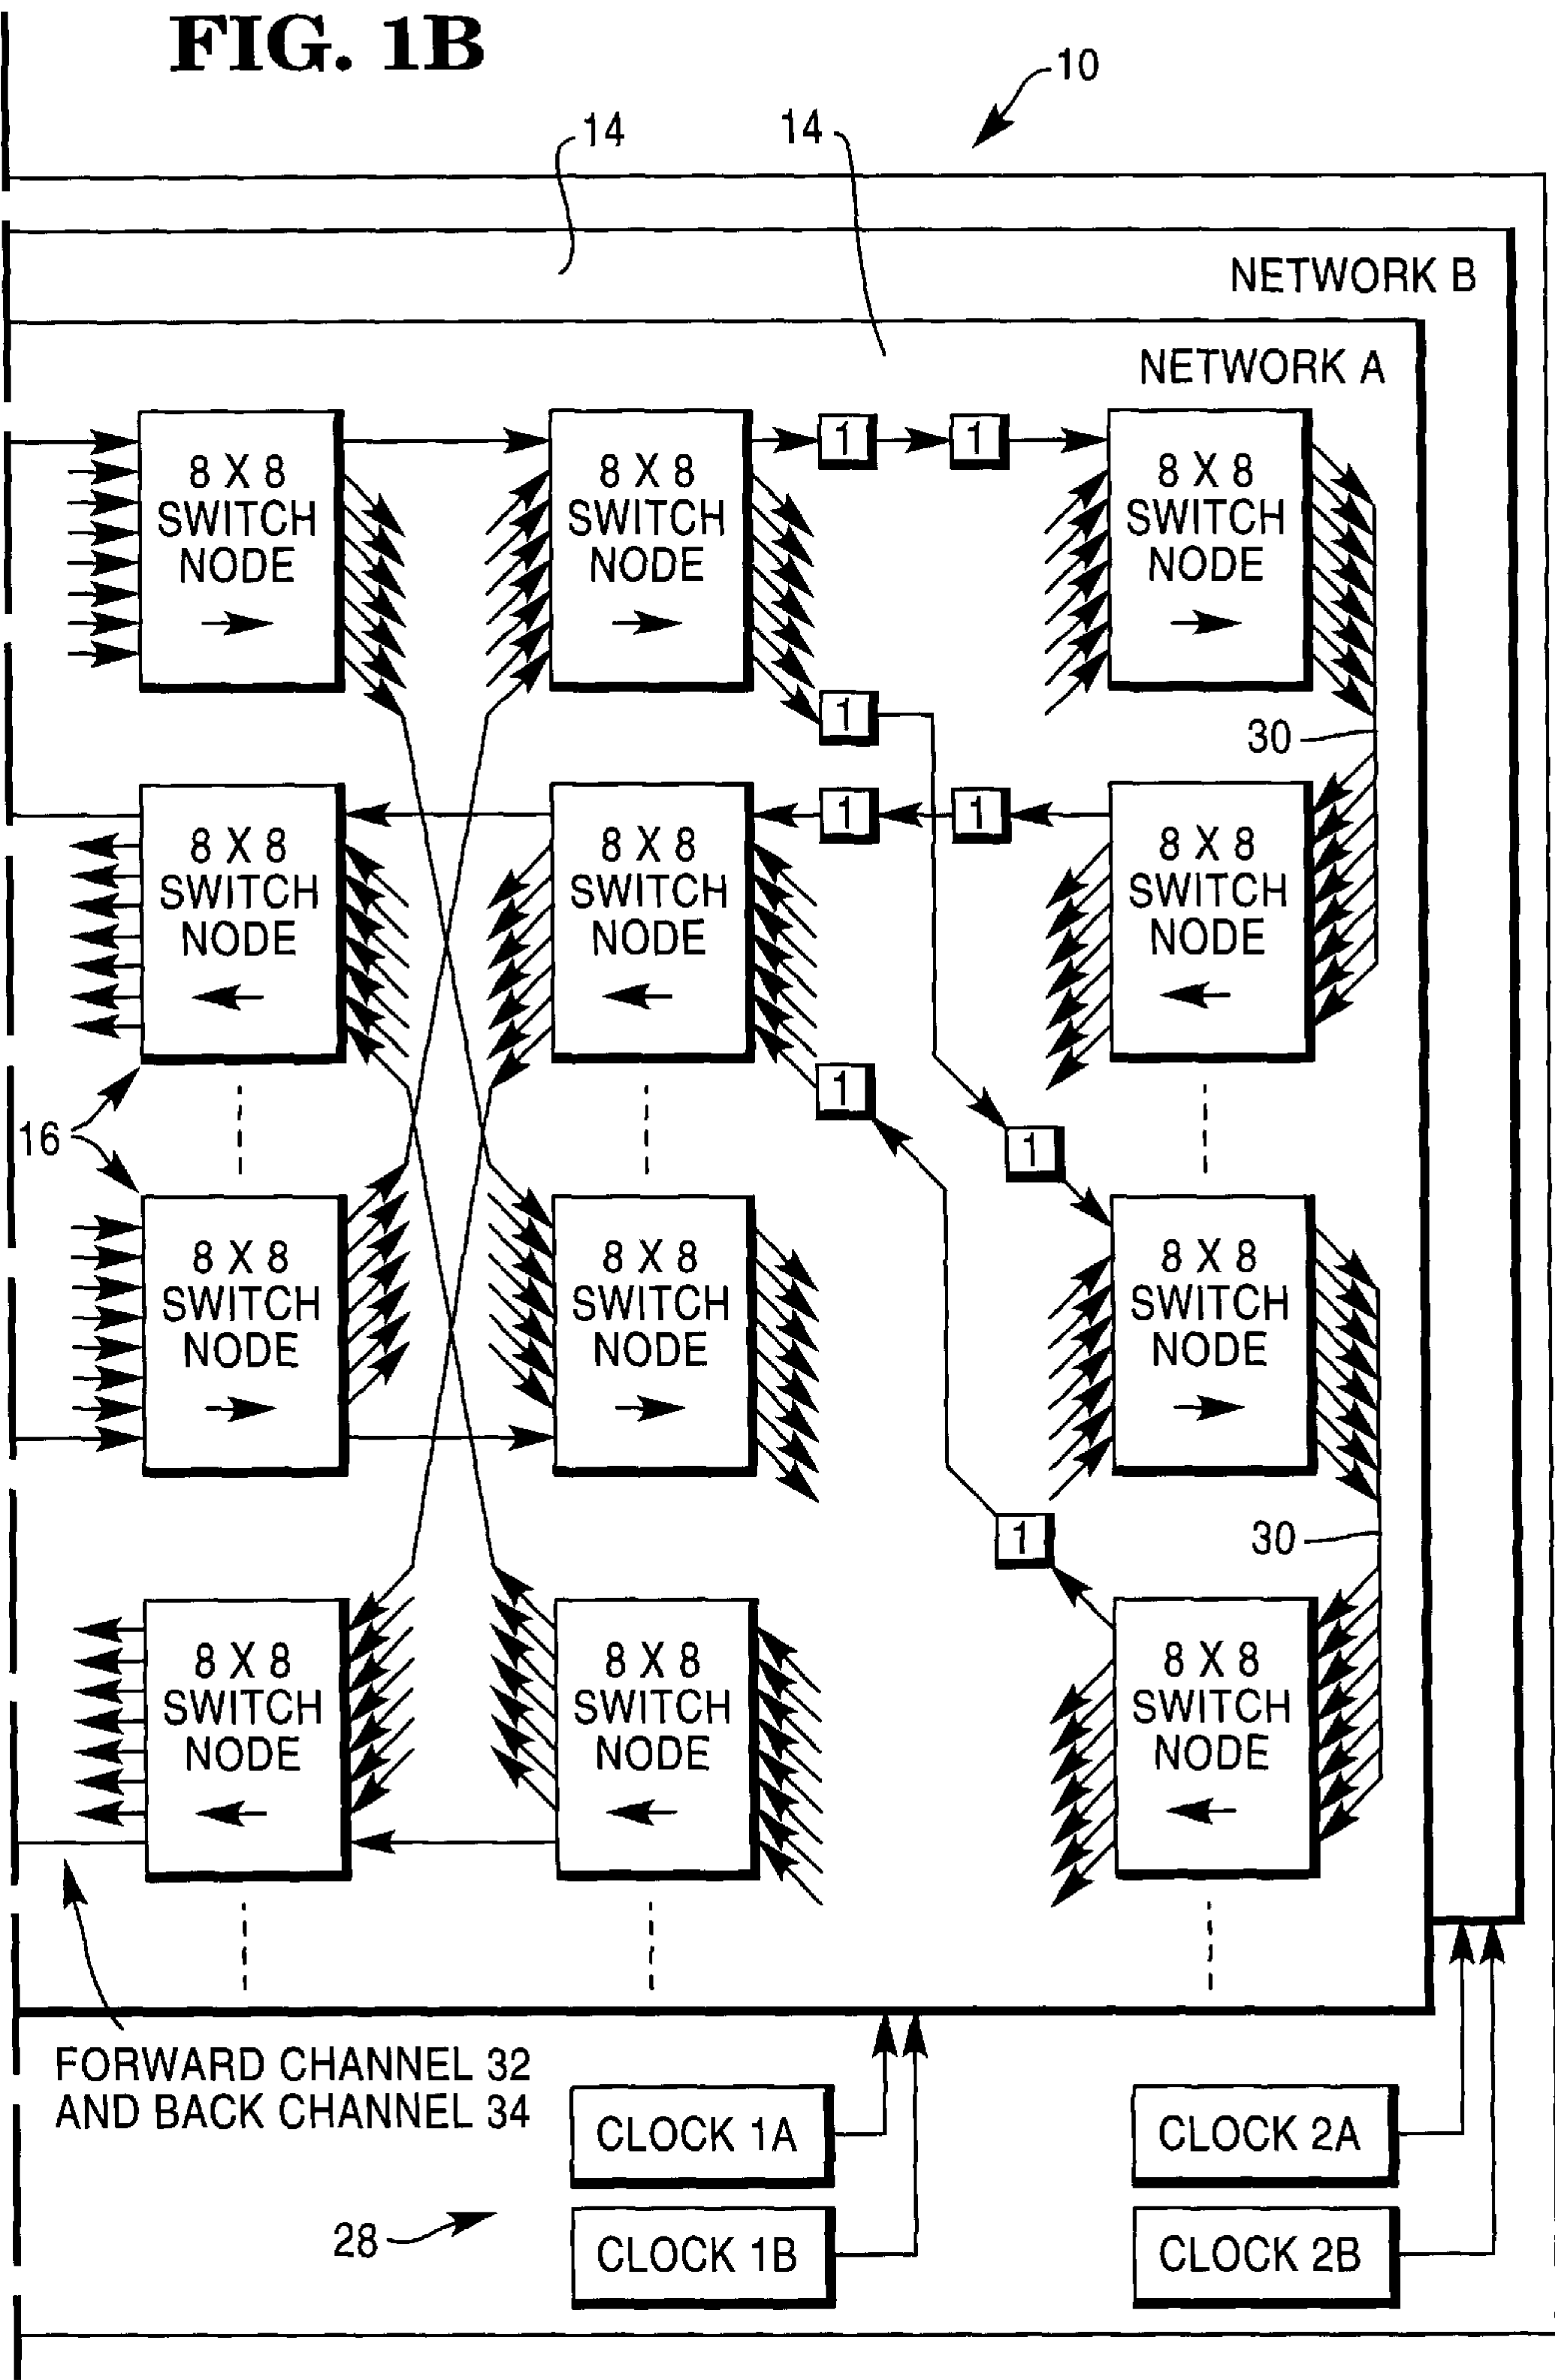 FIG. 1B
10
14
14
NETWORK B
NETWORK A
8 X 8
SWITCH
NODE
8 X 8
SWITCH
NODE
1
1
8 X 8
SWITCH
NODE
1
30
8 X 8
SWITCH
NODE
8 X 8
SWITCH
NODE
1
1
8 X 8
SWITCH
NODE
1
16
1
8 X 8
SWITCH
NODE
8 X 8
SWITCH
NODE
8 X 8
SWITCH
NODE
1
30
8 X 8
SWITCH
NODE
8 X 8
SWITCH
NODE
8 X 8
SWITCH
NODE
FORWARD CHANNEL 32
AND BACK CHANNEL 34
CLOCK 1A
CLOCK 2A
28
CLOCK 1B
CLOCK 2B